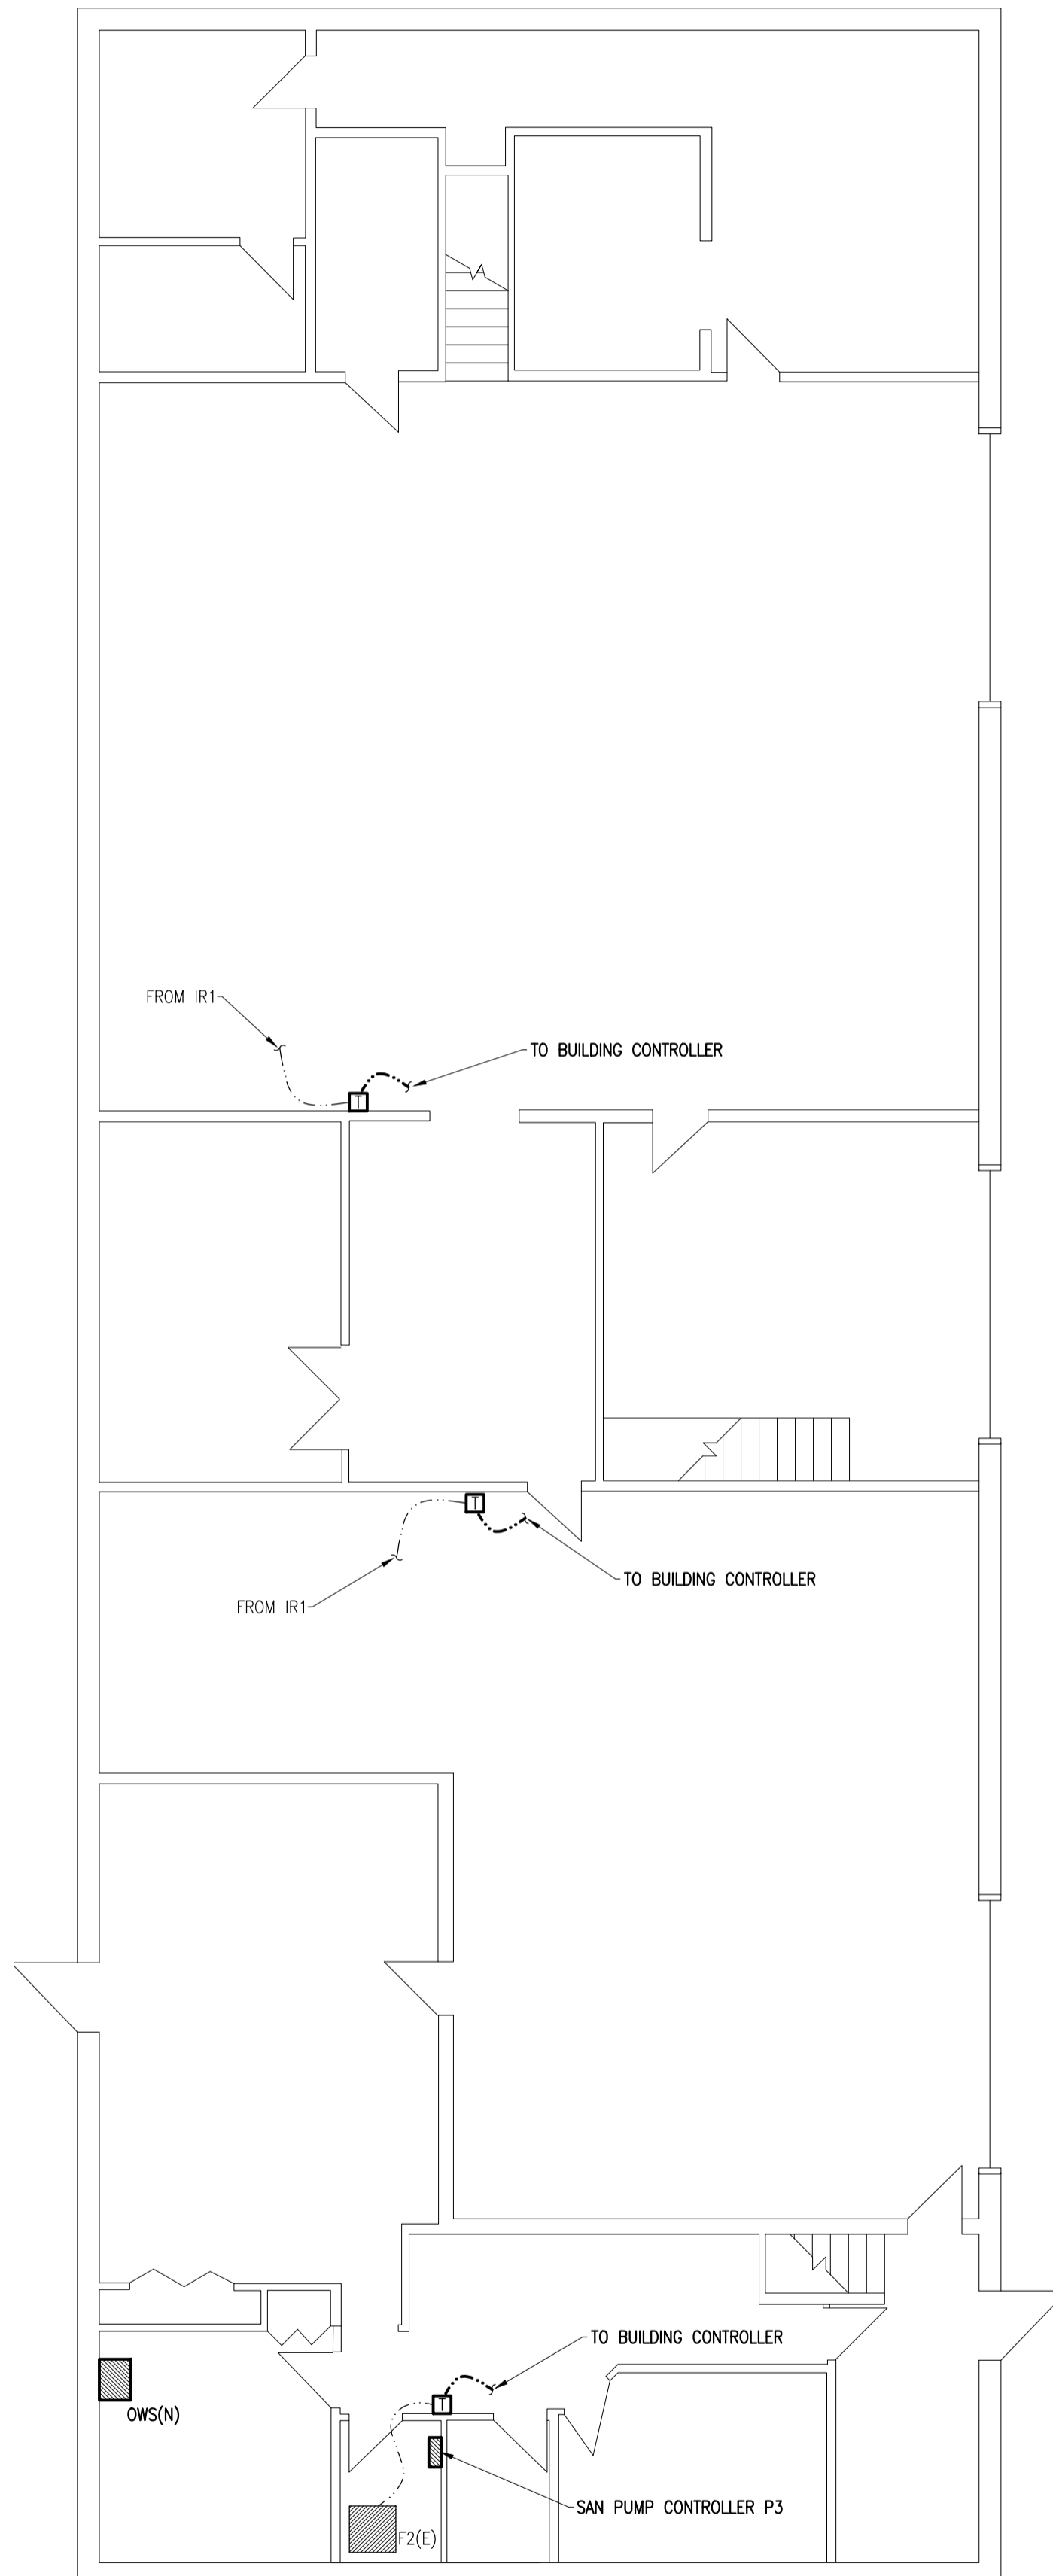 FROM IR1
TO BUILDING CONTROLLER
T
T
TO BUILDING CONTROLLER
FROM IR1
TO BUILDING CONTROLLER
T
OWS(N)
SAN PUMP CONTROLLER P3
F2(E)